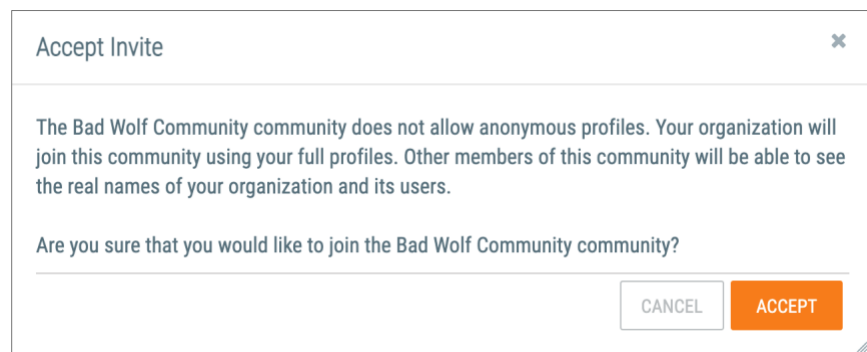 Accept Invite
The Bad Wolf Community community does not allow anonymous profiles. Your organization will
join this community using your full profiles. Other members of this community will be able to see
the real names of your organization and its users.
Are you sure that you would like to join the Bad Wolf Community community?
CANCEL ACCEPT